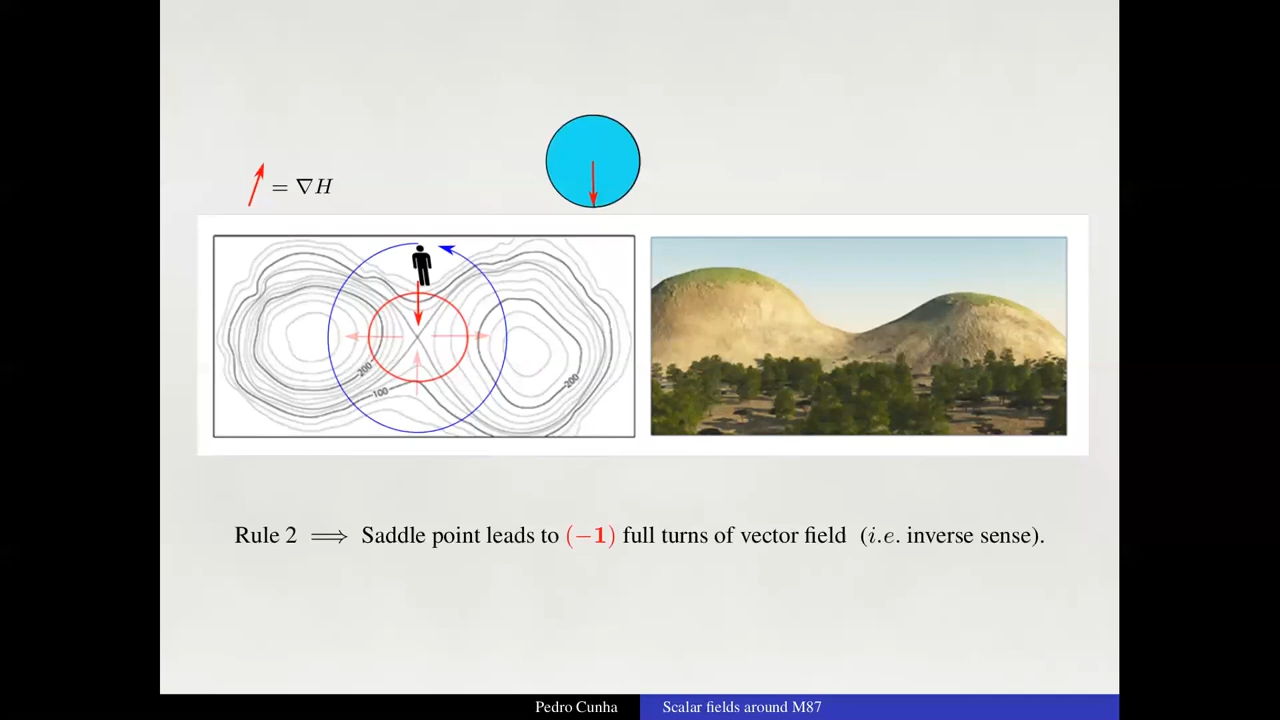 = ∇H
200
100
200
Rule 2 ⟹ Saddle point leads to (−1) full turns of vector field (i.e. inverse sense).
Pedro Cunha
Scalar fields around M87